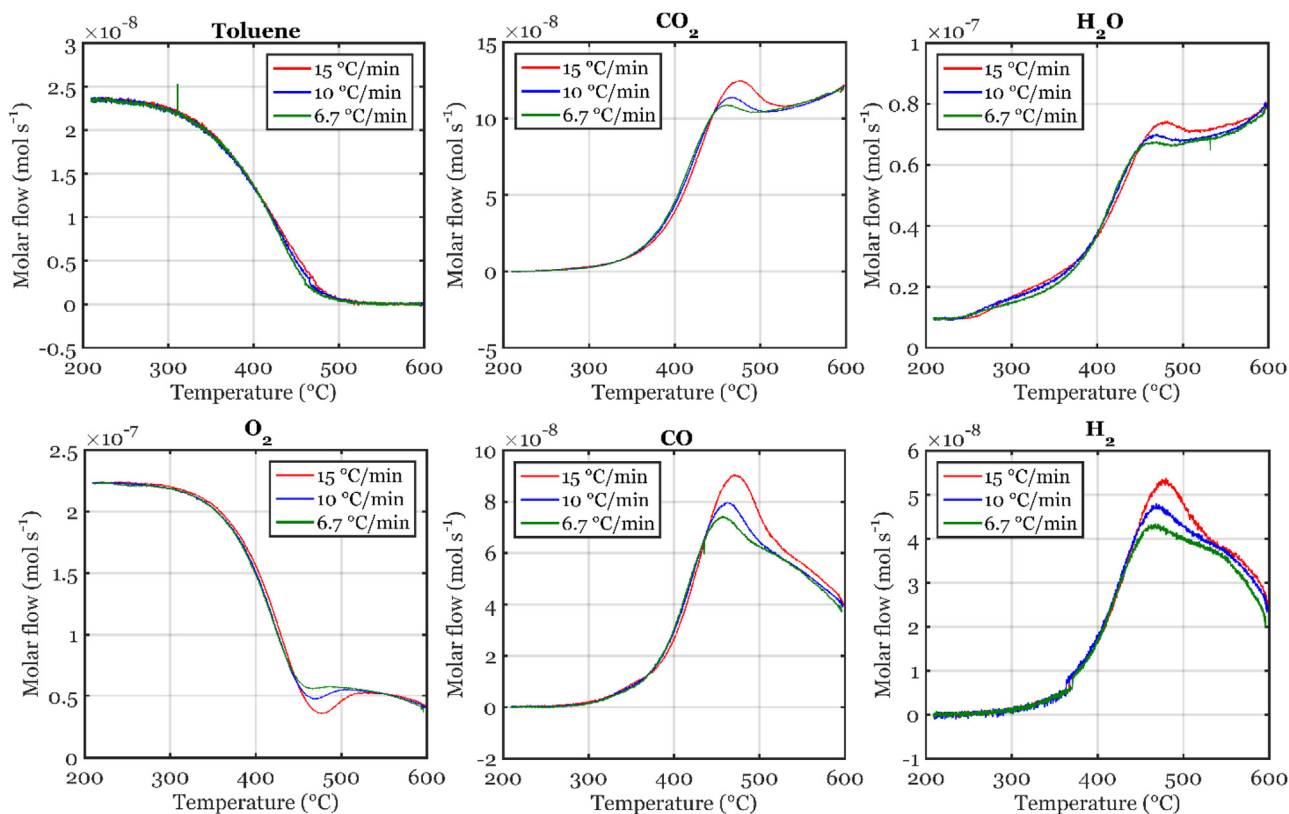 Toluene
×10⁻⁸
3
2.5
2
1.5
1
0.5
0
-0.5
200 300 400 500 600
Temperature (°C)
Molar flow (mol s⁻¹)
15 °C/min
10 °C/min
6.7 °C/min
CO₂
×10⁻⁸
15
10
5
0
-5
200 300 400 500 600
Temperature (°C)
Molar flow (mol s⁻¹)
15 °C/min
10 °C/min
6.7 °C/min
H₂O
×10⁻⁷
1
0.8
0.6
0.4
0.2
0
200 300 400 500 600
Temperature (°C)
Molar flow (mol s⁻¹)
15 °C/min
10 °C/min
6.7 °C/min
O₂
×10⁻⁷
2.5
2
1.5
1
0.5
0
200 300 400 500 600
Temperature (°C)
Molar flow (mol s⁻¹)
15 °C/min
10 °C/min
6.7 °C/min
CO
×10⁻⁸
10
8
6
4
2
0
-2
200 300 400 500 600
Temperature (°C)
Molar flow (mol s⁻¹)
15 °C/min
10 °C/min
6.7 °C/min
H₂
×10⁻⁸
6
5
4
3
2
1
0
-1
200 300 400 500 600
Temperature (°C)
Molar flow (mol s⁻¹)
15 °C/min
10 °C/min
6.7 °C/min